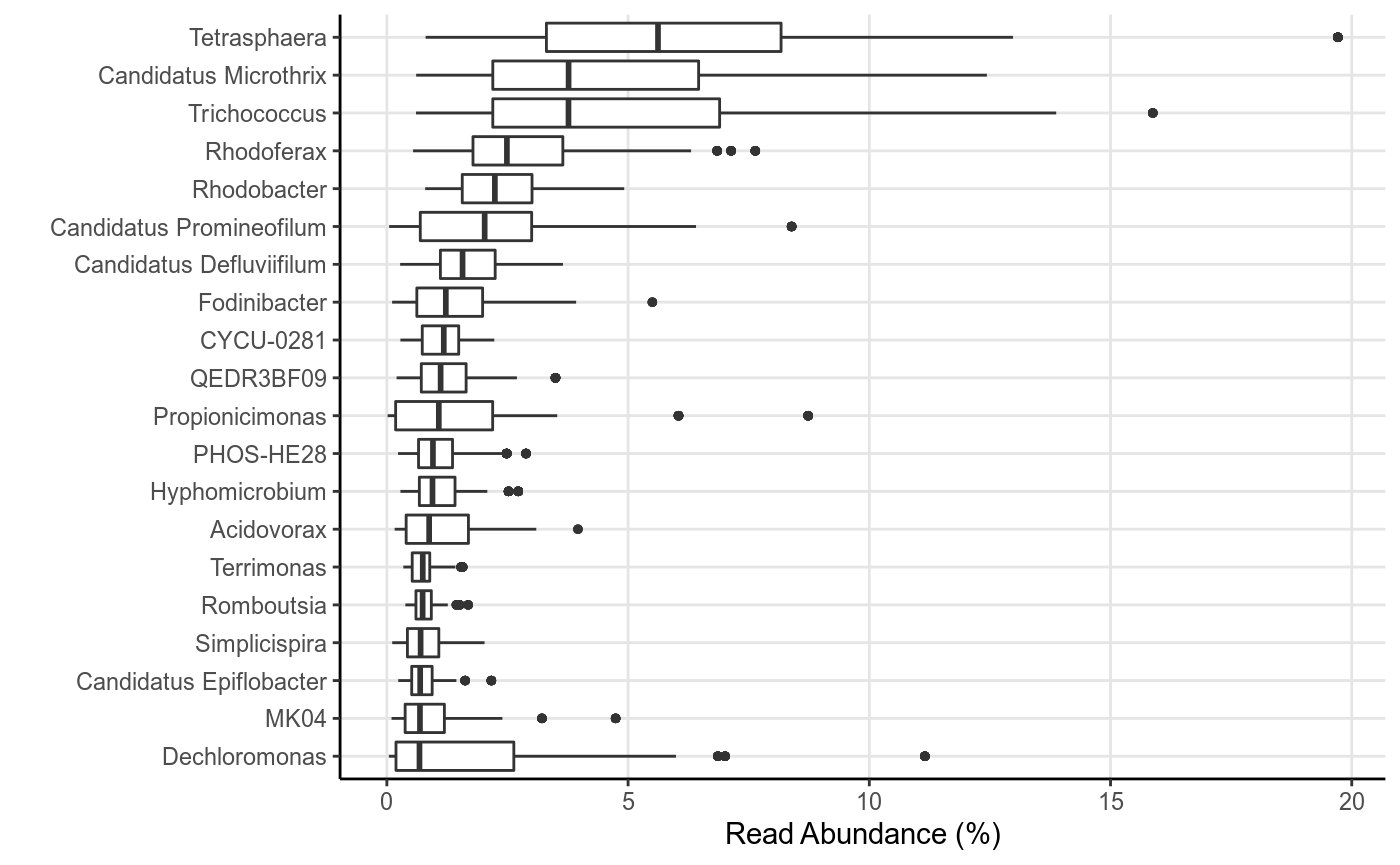 Tetrasphaera
Candidatus Microthrix
Trichococcus
Rhodoferax
Rhodobacter
Candidatus Promineofilum
Candidatus Defluviifilum
Fodinibacter
CYCU-0281
QEDR3BF09
Propionicimonas
PHOS-HE28
Hyphomicrobium
Acidovorax
Terrimonas
Romboutsia
Simplicispira
Candidatus Epiflobacter
MK04
Dechloromonas
0 5 10 15 20
Read Abundance (%)